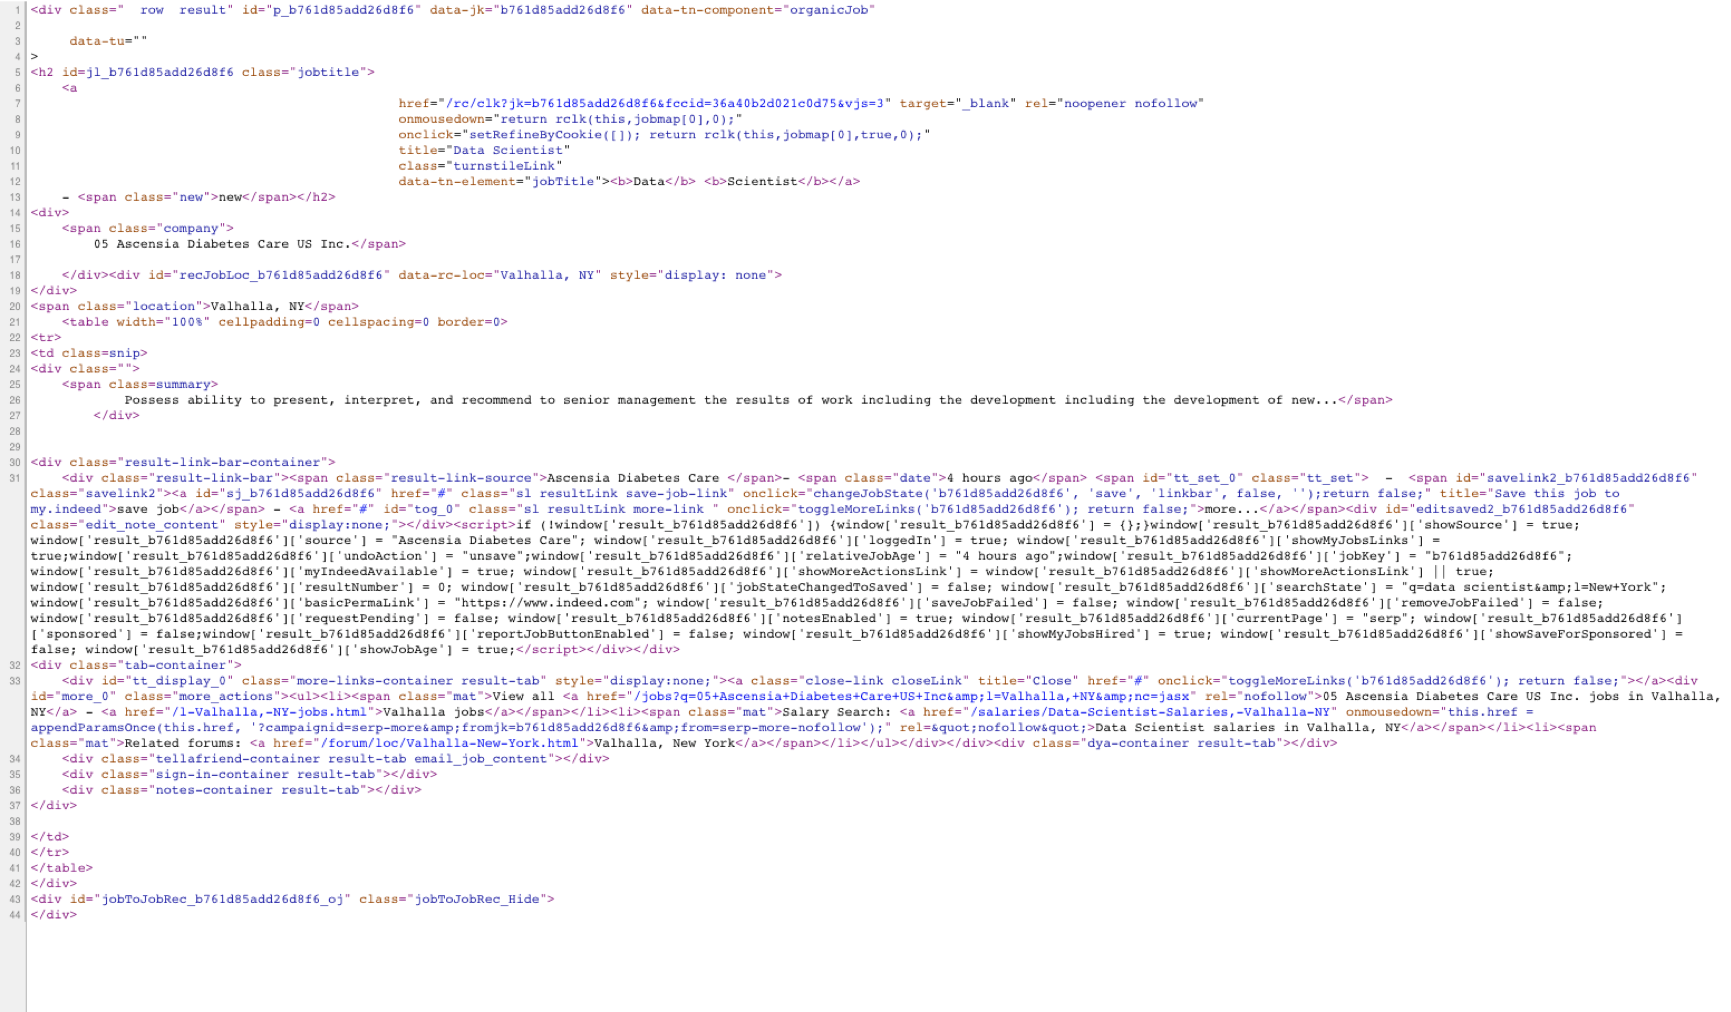 1 <div class="  row  result" id="p_b761d85add26d8f6" data-jk="b761d85add26d8f6" data-tn-component="organicJob"
2
3      data-tu=""
4 >
5 <h2 id=jl_b761d85add26d8f6 class="jobtitle">
6     <a
7 href="/rc/clk?jk=b761d85add26d8f6&fccid=36a40b2d021c0d75&vjs=3" target="_blank" rel="noopener nofollow"
8 onmousedown="return rclk(this,jobmap[0],0);"
9 onclick="setRefineByCookie([]); return rclk(this,jobmap[0],true,0);"
10 title="Data Scientist"
11 class="turnstileLink"
12 data-tn-element="jobTitle"><b>Data</b> <b>Scientist</b></a>
13     - <span class="new">new</span></h2>
14 <div>
15     <span class="company">
16         05 Ascensia Diabetes Care US Inc.</span>
17
18     </div><div id="recJobLoc_b761d85add26d8f6" data-rc-loc="Valhalla, NY" style="display: none">
19 </div>
20 <span class="location">Valhalla, NY</span>
21     <table width="100%" cellpadding=0 cellspacing=0 border=0>
22 <tr>
23 <td class=snip>
24 <div class="">
25     <span class=summary>
26             Possess ability to present, interpret, and recommend to senior management the results of work including the development including the development of new...</span>
27         </div>
28
29
30 <div class="result-link-bar-container">
31     <div class="result-link-bar"><span class="result-link-source">Ascensia Diabetes Care </span>- <span class="date">4 hours ago</span> <span id="tt_set_0" class="tt_set">  -  <span id="savelink2_b761d85add26d8f6"
class="savelink2"><a id="sj_b761d85add26d8f6" href="#" class="sl resultLink save-job-link" onclick="changeJobState('b761d85add26d8f6', 'save', 'linkbar', false, '');return false;" title="Save this job to
my.indeed">save job</a></span> - <a href="#" id="tog_0" class="sl resultLink more-link " onclick="toggleMoreLinks('b761d85add26d8f6'); return false;">more...</a></span><div id="editsaved2_b761d85add26d8f6"
class="edit_note_content" style="display:none;"></div><script>if (!window['result_b761d85add26d8f6']) {window['result_b761d85add26d8f6'] = {};}window['result_b761d85add26d8f6']['showSource'] = true;
window['result_b761d85add26d8f6']['source'] = "Ascensia Diabetes Care"; window['result_b761d85add26d8f6']['loggedIn'] = true; window['result_b761d85add26d8f6']['showMyJobsLinks'] =
true;window['result_b761d85add26d8f6']['undoAction'] = "unsave";window['result_b761d85add26d8f6']['relativeJobAge'] = "4 hours ago";window['result_b761d85add26d8f6']['jobKey'] = "b761d85add26d8f6";
window['result_b761d85add26d8f6']['myIndeedAvailable'] = true; window['result_b761d85add26d8f6']['showMoreActionsLink'] = window['result_b761d85add26d8f6']['showMoreActionsLink'] || true;
window['result_b761d85add26d8f6']['resultNumber'] = 0; window['result_b761d85add26d8f6']['jobStateChangedToSaved'] = false; window['result_b761d85add26d8f6']['searchState'] = "q=data scientist&amp;l=New+York";
window['result_b761d85add26d8f6']['basicPermaLink'] = "https://www.indeed.com"; window['result_b761d85add26d8f6']['saveJobFailed'] = false; window['result_b761d85add26d8f6']['removeJobFailed'] = false;
window['result_b761d85add26d8f6']['requestPending'] = false; window['result_b761d85add26d8f6']['notesEnabled'] = true; window['result_b761d85add26d8f6']['currentPage'] = "serp"; window['result_b761d85add26d8f6']
['sponsored'] = false;window['result_b761d85add26d8f6']['reportJobButtonEnabled'] = false; window['result_b761d85add26d8f6']['showMyJobsHired'] = true; window['result_b761d85add26d8f6']['showSaveForSponsored'] =
false; window['result_b761d85add26d8f6']['showJobAge'] = true;</script></div></div>
32 <div class="tab-container">
33     <div id="tt_display_0" class="more-links-container result-tab" style="display:none;"><a class="close-link closeLink" title="Close" href="#" onclick="toggleMoreLinks('b761d85add26d8f6'); return false;"></a><div
id="more_0" class="more_actions"><ul><li><span class="mat">View all <a href="/jobs?q=05+Ascensia+Diabetes+Care+US+Inc&amp;l=Valhalla,+NY&amp;nc=jasx" rel="nofollow">05 Ascensia Diabetes Care US Inc. jobs in Valhalla,
NY</a> - <a href="/l-Valhalla,-NY-jobs.html">Valhalla jobs</a></span></li><li><span class="mat">Salary Search: <a href="/salaries/Data-Scientist-Salaries,-Valhalla-NY" onmousedown="this.href =
appendParamsOnce(this.href, '?campaignid=serp-more&amp;fromjk=b761d85add26d8f6&amp;from=serp-more-nofollow');" rel=&quot;nofollow&quot;>Data Scientist salaries in Valhalla, NY</a></span></li><li><span
class="mat">Related forums: <a href="/forum/loc/Valhalla-New-York.html">Valhalla, New York</a></span></li></ul></div></div><div class="dya-container result-tab"></div>
34     <div class="tellafriend-container result-tab email_job_content"></div>
35     <div class="sign-in-container result-tab"></div>
36     <div class="notes-container result-tab"></div>
37 </div>
38
39 </td>
40 </tr>
41 </table>
42 </div>
43 <div id="jobToJobRec_b761d85add26d8f6_oj" class="jobToJobRec_Hide">
44 </div>